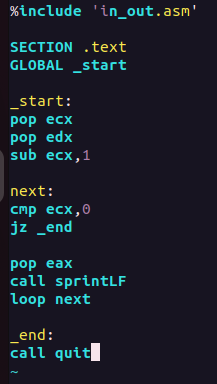 %include 'in_out.asm'
SECTION .text
GLOBAL _start
_start:
pop ecx
pop edx
sub ecx,1
next:
cmp ecx,0
jz _end
pop eax
call sprintLF
loop next
_end:
call quit
~